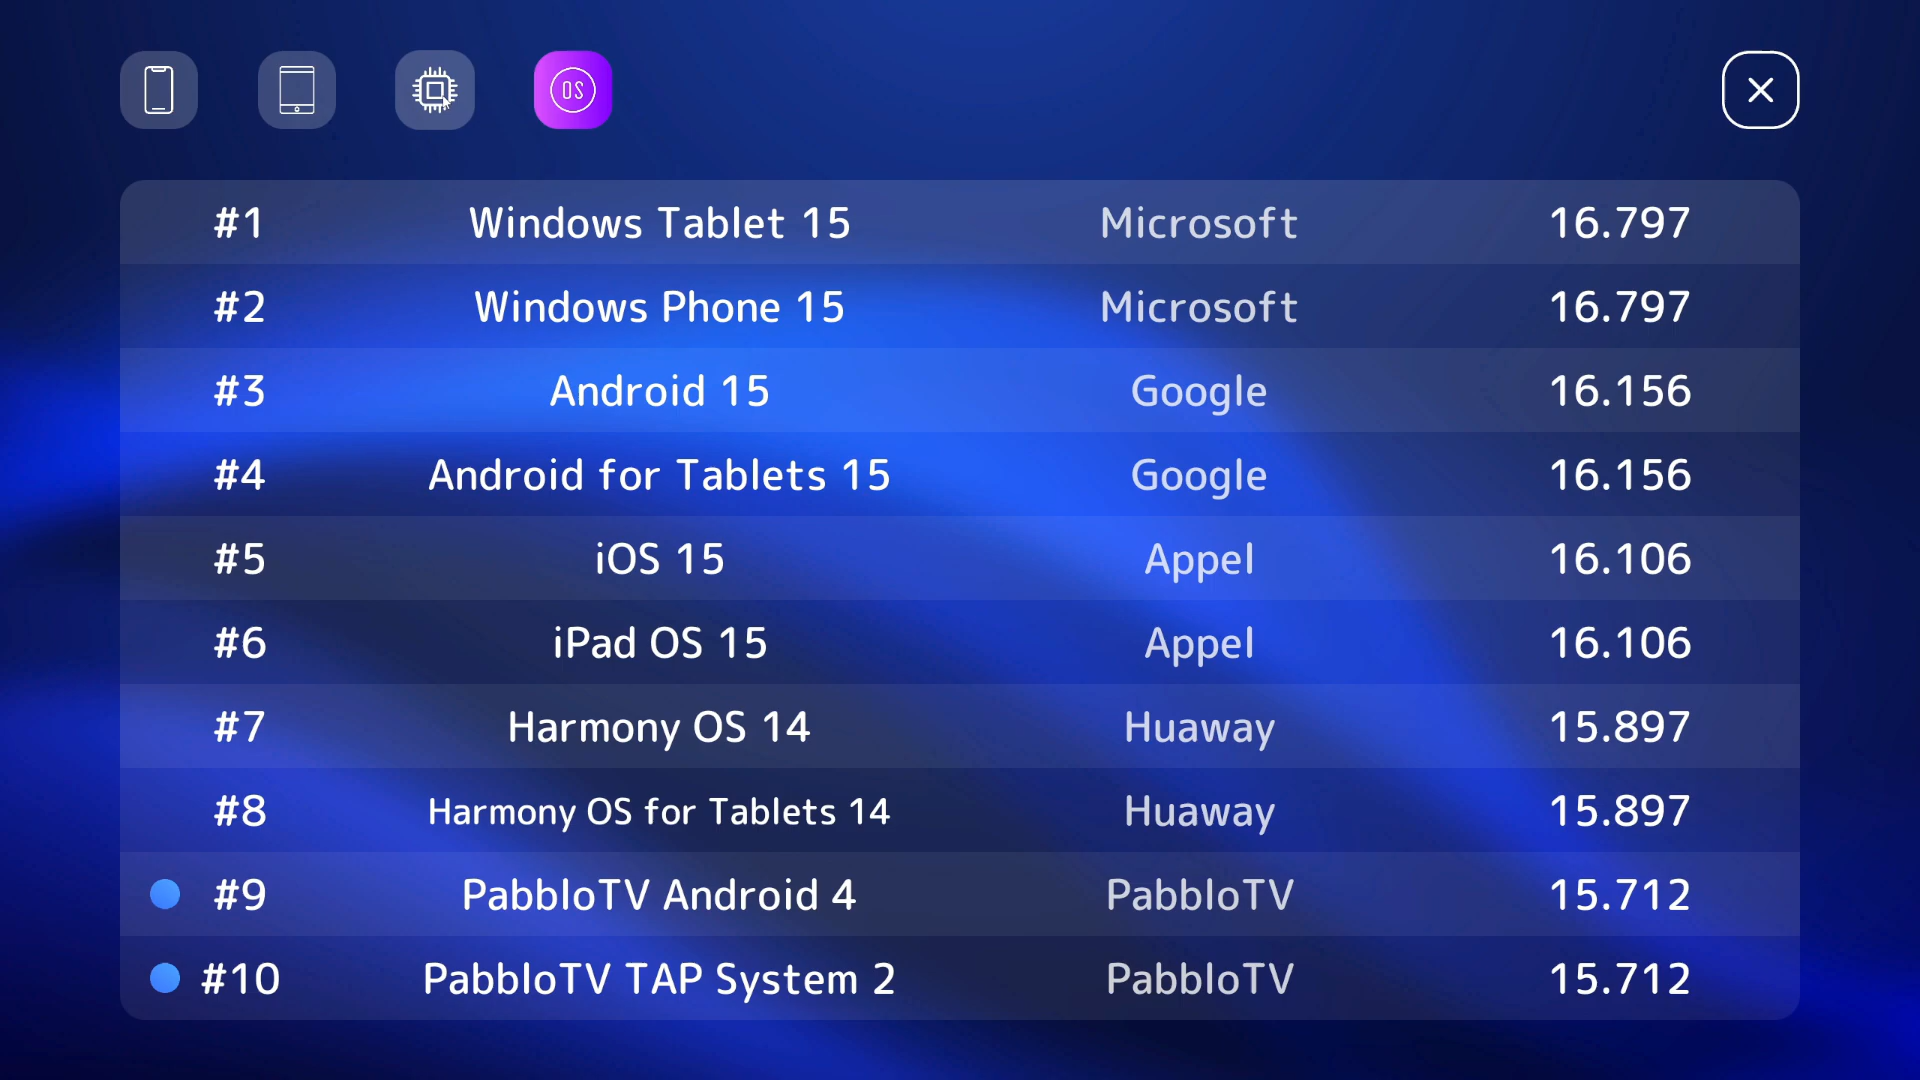 OS
#1 Windows Tablet 15 Microsoft 16.797
#2 Windows Phone 15 Microsoft 16.797
#3 Android 15 Google 16.156
#4 Android for Tablets 15 Google 16.156
#5 iOS 15 Appel 16.106
#6 iPad OS 15 Appel 16.106
#7 Harmony OS 14 Huaway 15.897
#8 Harmony OS for Tablets 14 Huaway 15.897
#9 PabbloTV Android 4 PabbloTV 15.712
#10 PabbloTV TAP System 2 PabbloTV 15.712